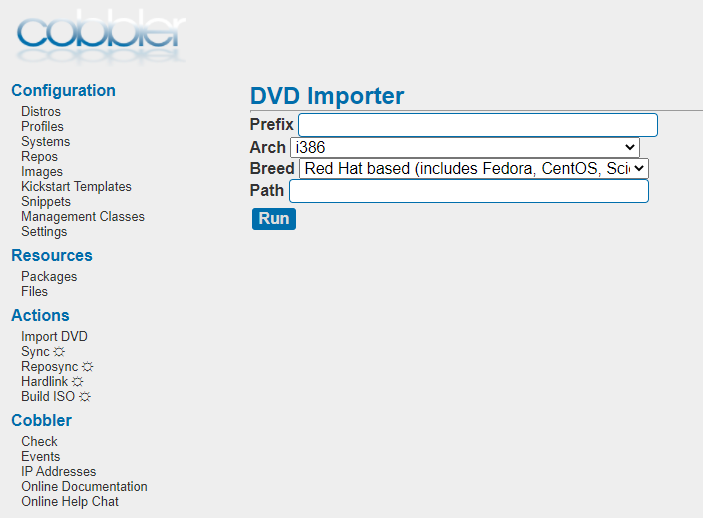 cobbler
Configuration
Distros
Profiles
Systems
Repos
Images
Kickstart Templates
Snippets
Management Classes
Settings
Resources
Packages
Files
Actions
Import DVD
Sync
Reposync
Hardlink
Build ISO
Cobbler
Check
Events
IP Addresses
Online Documentation
Online Help Chat
DVD Importer
Prefix
Arch i386
Breed Red Hat based (includes Fedora, CentOS, Sci
Path
Run